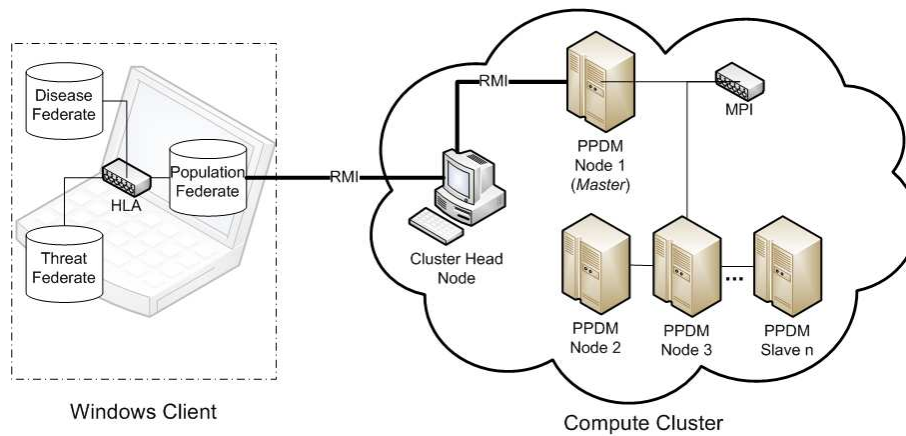 Disease
Federate
HLA
Population
Federate
Threat
Federate
Windows Client
RMI
RMI
Cluster Head
Node
PPDM
Node 1
(Master)
MPI
PPDM
Node 2
PPDM
Node 3
...
PPDM
Slave n
Compute Cluster